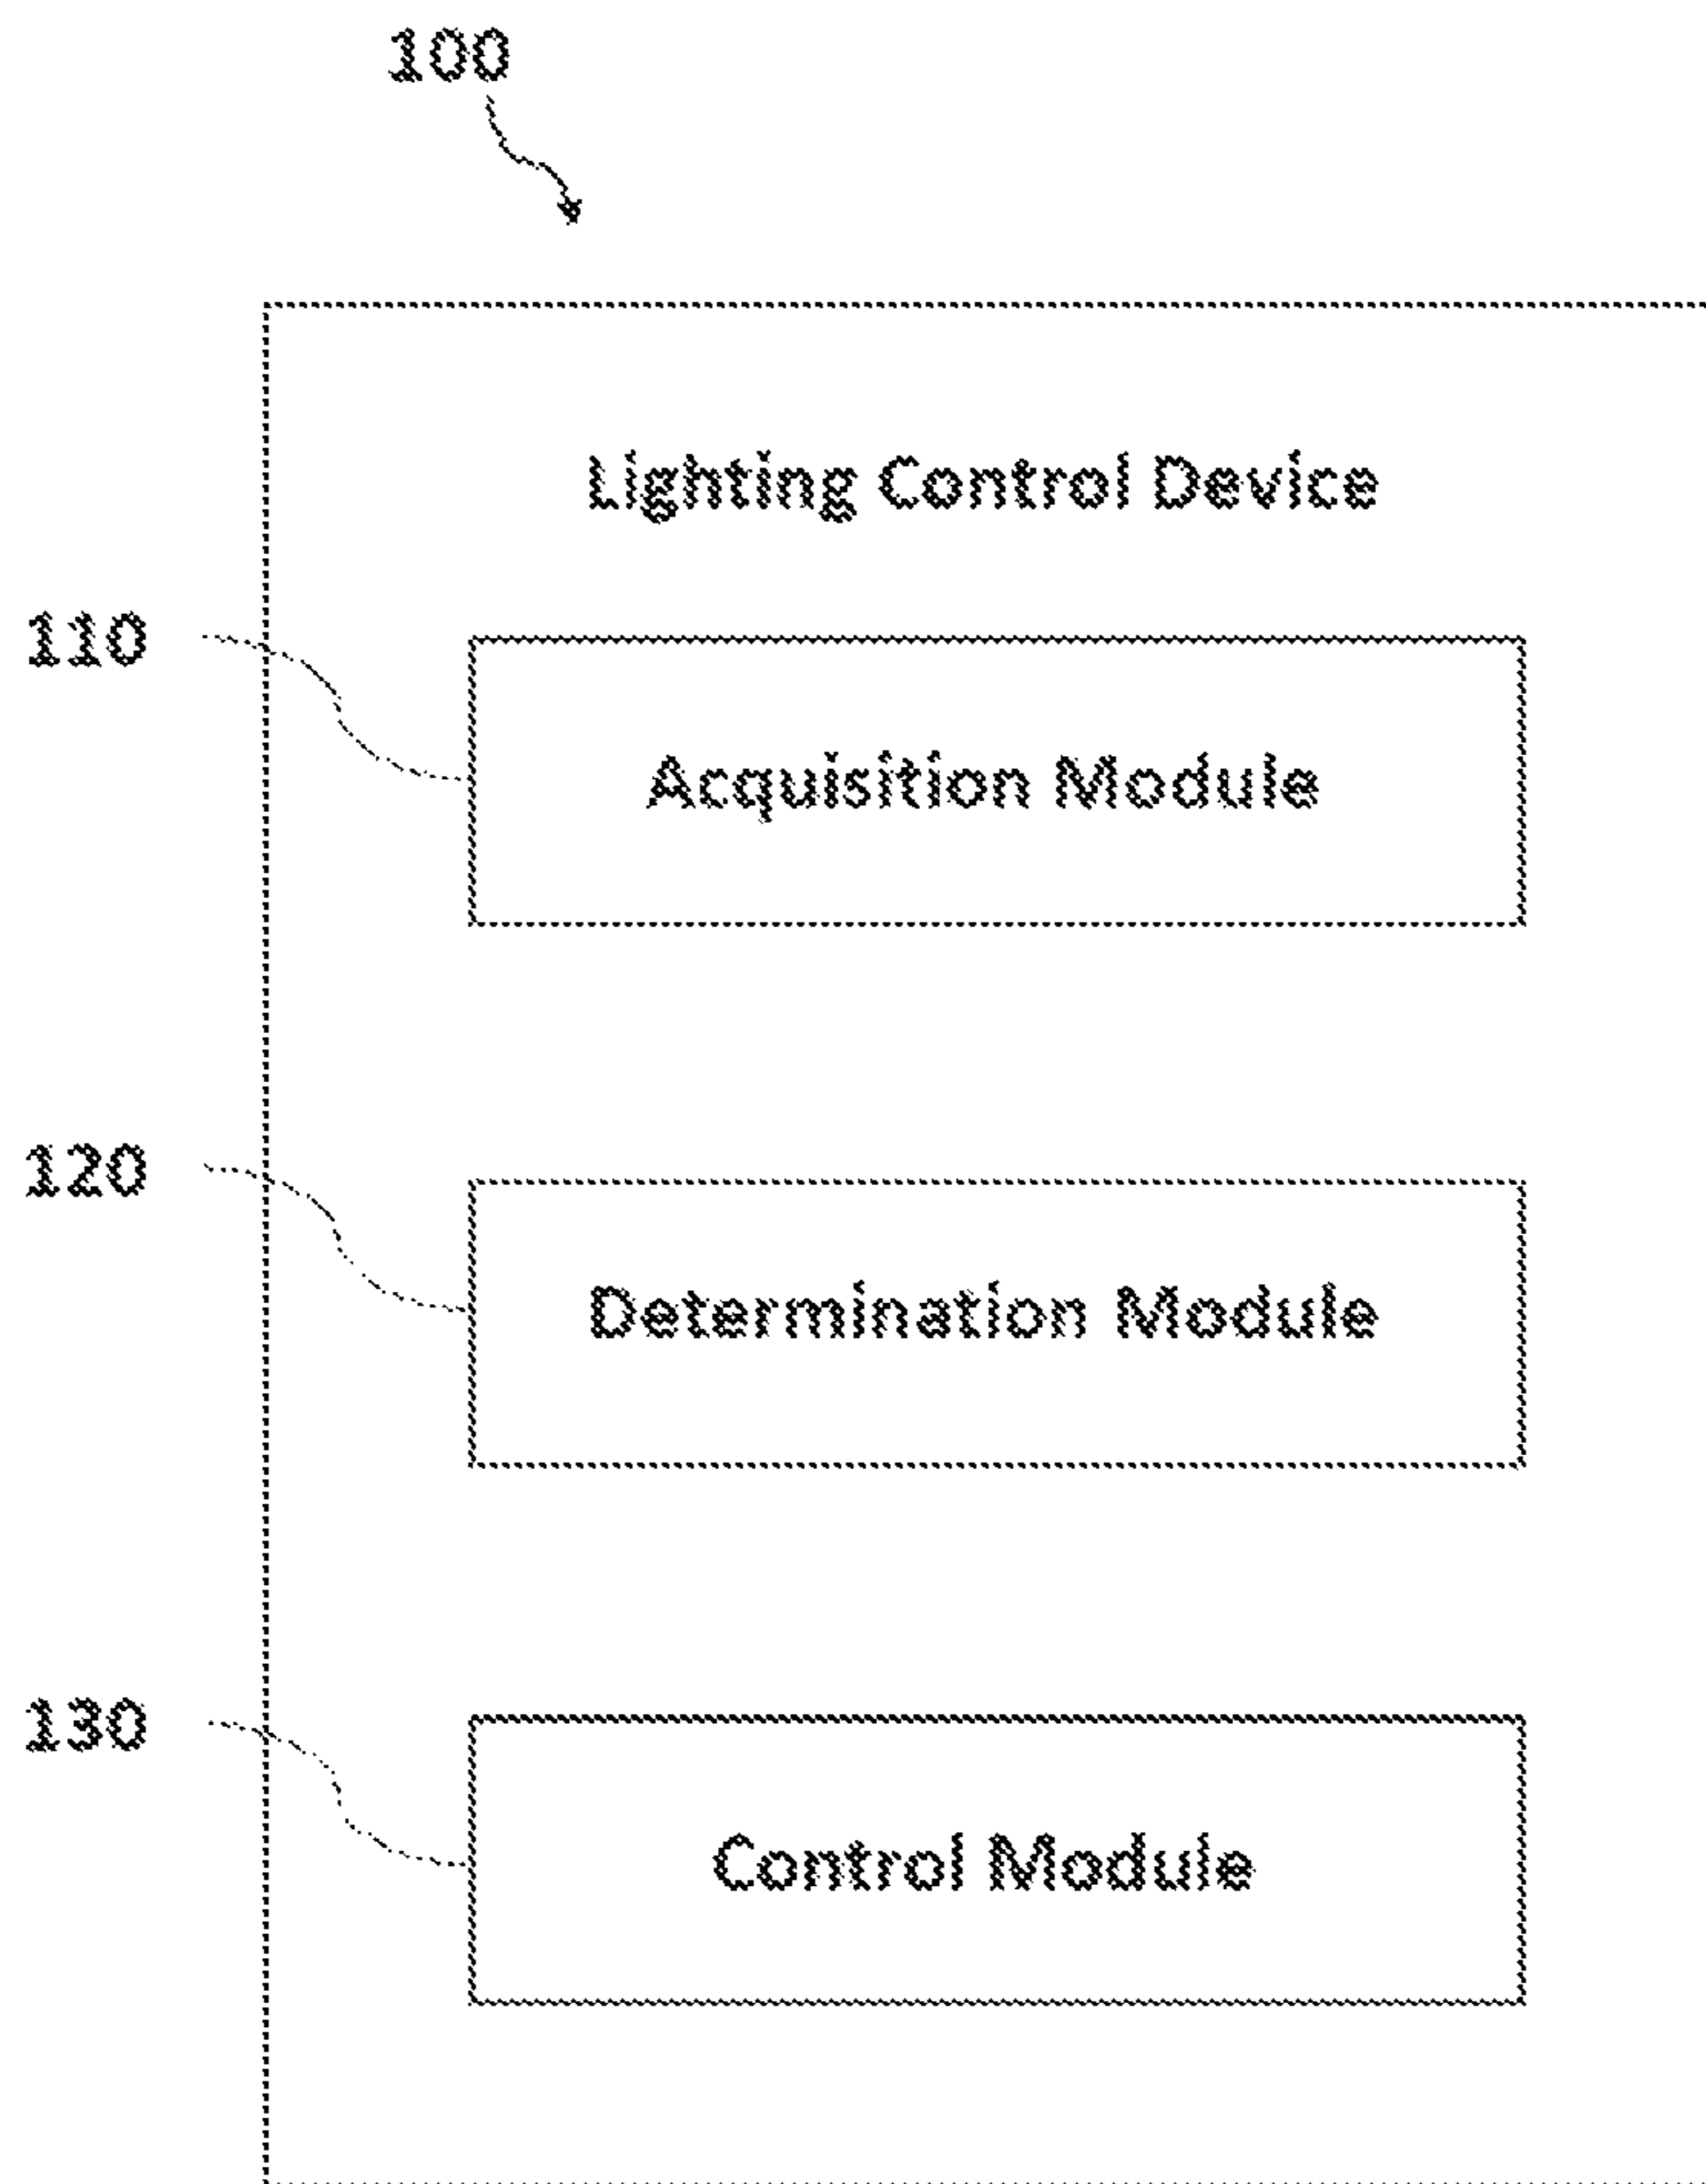 100
Lighting Control Device
110
Acquisition Module
120
Determination Module
130
Control Module